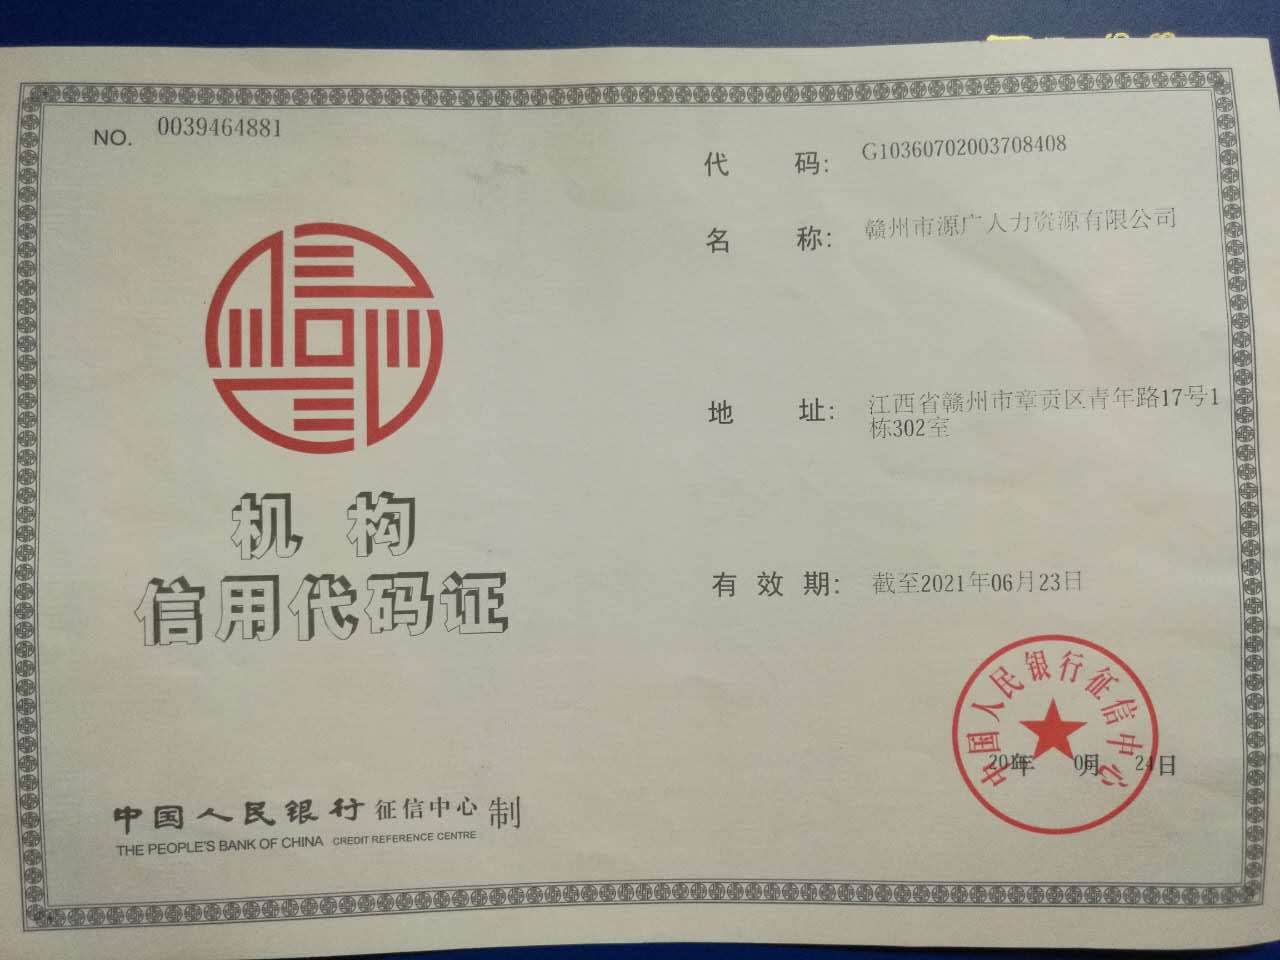 NO. 0039464881
机构
信用代码证
中国人民银行征信中心 制
THE PEOPLE'S BANK OF CHINA CREDIT REFERENCE CENTRE
代 码: G10360702003708408
名 称: 赣州市源广人力资源有限公司
地 址: 江西省赣州市章贡区青年路17号1
栋302室
有 效 期: 截至2021年06月23日
中国人民银行征信中心
年 月 24日